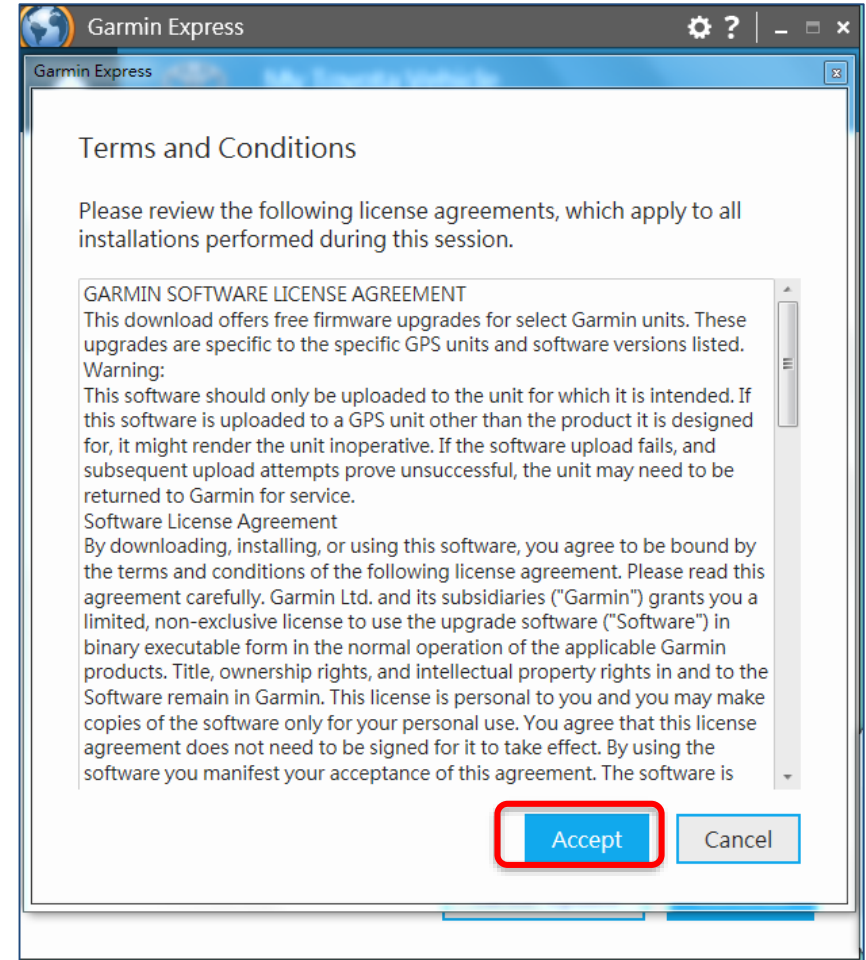 Garmin Express
Garmin Express
My Toyota Vehicle
Terms and Conditions
Please review the following license agreements, which apply to all
installations performed during this session.
GARMIN SOFTWARE LICENSE AGREEMENT
This download offers free firmware upgrades for select Garmin units. These
upgrades are specific to the specific GPS units and software versions listed.
Warning:
This software should only be uploaded to the unit for which it is intended. If
this software is uploaded to a GPS unit other than the product it is designed
for, it might render the unit inoperative. If the software upload fails, and
subsequent upload attempts prove unsuccessful, the unit may need to be
returned to Garmin for service.
Software License Agreement
By downloading, installing, or using this software, you agree to be bound by
the terms and conditions of the following license agreement. Please read this
agreement carefully. Garmin Ltd. and its subsidiaries ("Garmin") grants you a
limited, non-exclusive license to use the upgrade software ("Software") in
binary executable form in the normal operation of the applicable Garmin
products. Title, ownership rights, and intellectual property rights in and to the
Software remain in Garmin. This license is personal to you and you may make
copies of the software only for your personal use. You agree that this license
agreement does not need to be signed for it to take effect. By using the
software you manifest your acceptance of this agreement. The software is
Accept Cancel